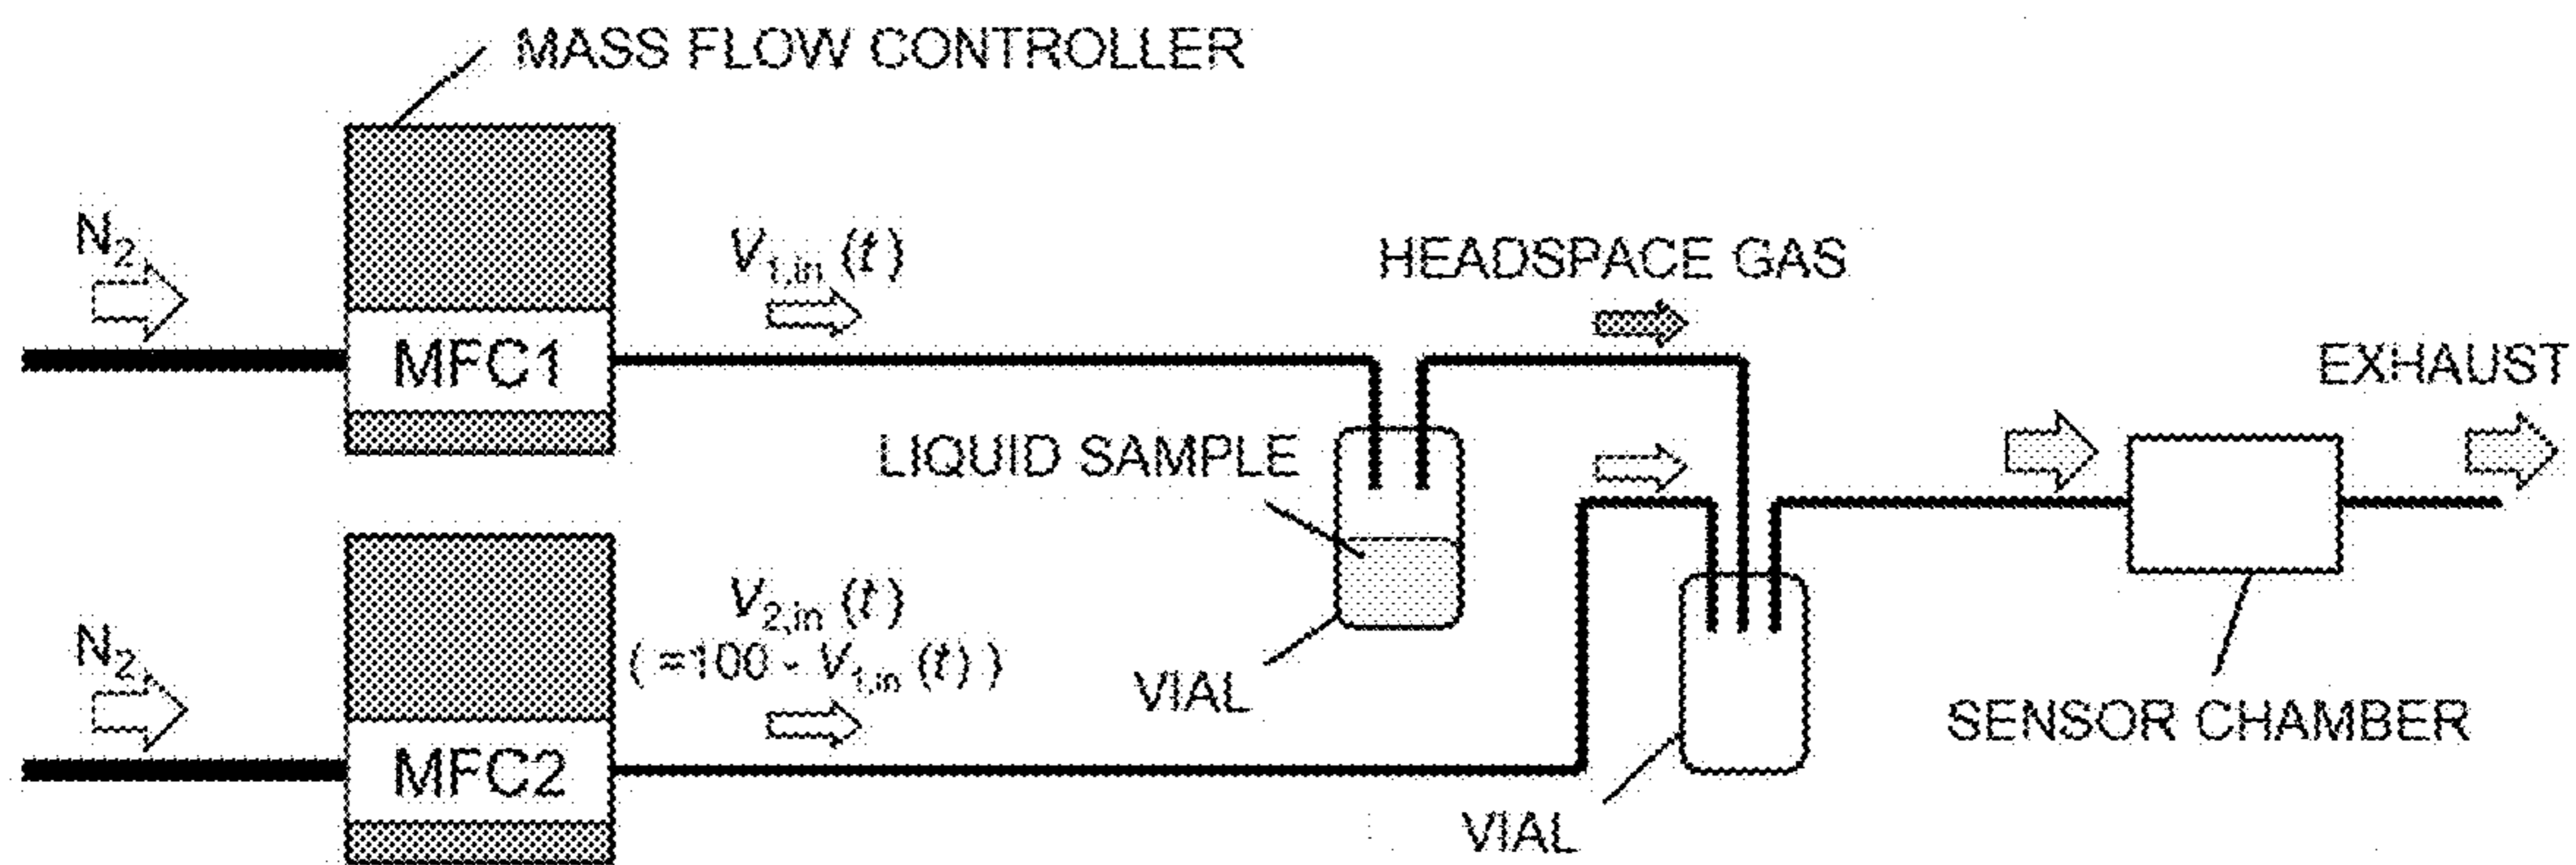 MASS FLOW CONTROLLER
N2
V1,in (t)
HEADSPACE GAS
MFC1
EXHAUST
LIQUID SAMPLE
V2,in (t)
( =100 - V1,in (t) )
N2
VIAL
SENSOR CHAMBER
MFC2
VIAL